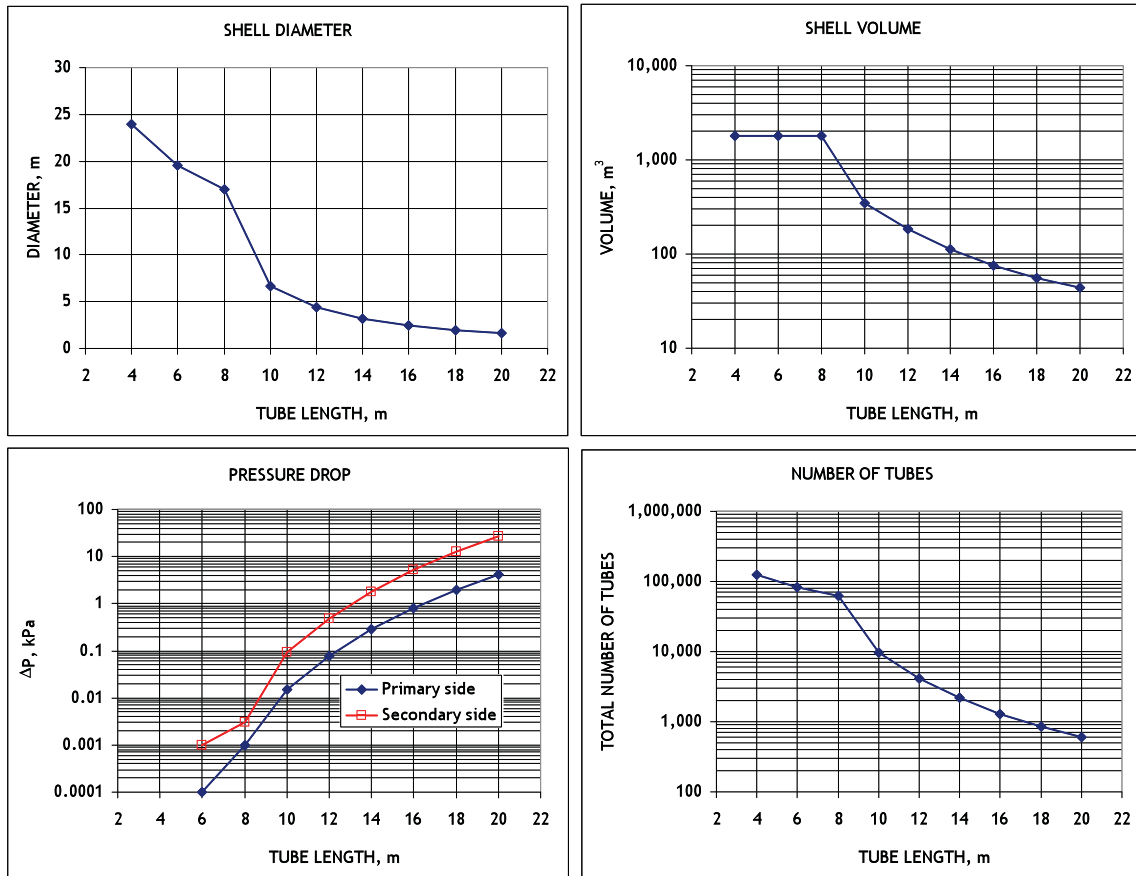 SHELL DIAMETER
DIAMETER, m
30
25
20
15
10
5
0
2 4 6 8 10 12 14 16 18 20 22
TUBE LENGTH, m
SHELL VOLUME
VOLUME, m³
10,000
1,000
100
10
2 4 6 8 10 12 14 16 18 20 22
TUBE LENGTH, m
PRESSURE DROP
ΔP, kPa
100
10
1
0.1
0.01
0.001
0.0001
Primary side
Secondary side
2 4 6 8 10 12 14 16 18 20 22
TUBE LENGTH, m
NUMBER OF TUBES
TOTAL NUMBER OF TUBES
1,000,000
100,000
10,000
1,000
100
2 4 6 8 10 12 14 16 18 20 22
TUBE LENGTH, m